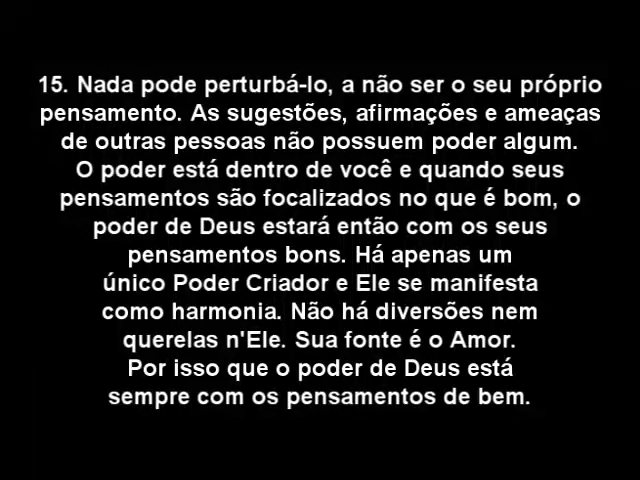 15. Nada pode perturbá-lo, a não ser o seu próprio
pensamento. As sugestões, afirmações e ameaças
de outras pessoas não possuem poder algum.
O poder está dentro de você e quando seus
pensamentos são focalizados no que é bom, o
poder de Deus estará então com os seus
pensamentos bons. Há apenas um
único Poder Criador e Ele se manifesta
como harmonia. Não há diversões nem
querelas n'Ele. Sua fonte é o Amor.
Por isso que o poder de Deus está
sempre com os pensamentos de bem.